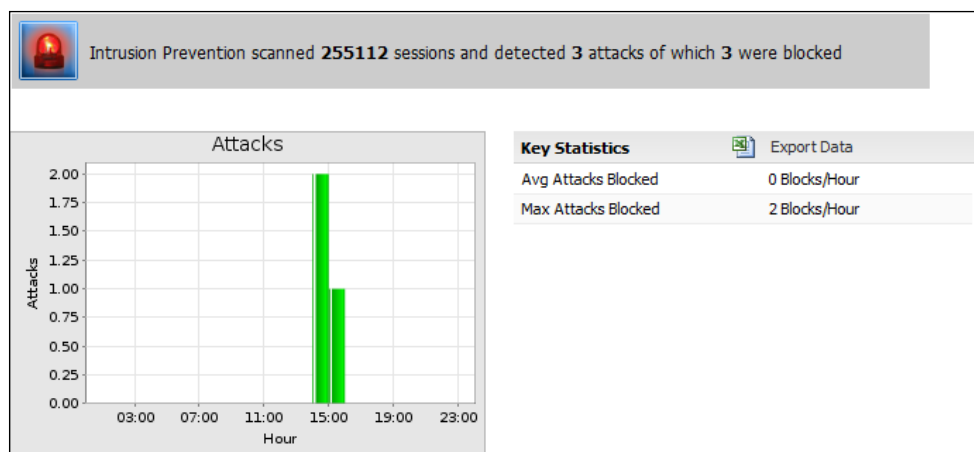 Intrusion Prevention scanned 255112 sessions and detected 3 attacks of which 3 were blocked
Attacks
2.00
1.75
1.50
1.25
1.00
0.75
0.50
0.25
0.00
Attacks
03:00 07:00 11:00 15:00 19:00 23:00
Hour
Key Statistics Export Data
Avg Attacks Blocked 0 Blocks/Hour
Max Attacks Blocked 2 Blocks/Hour